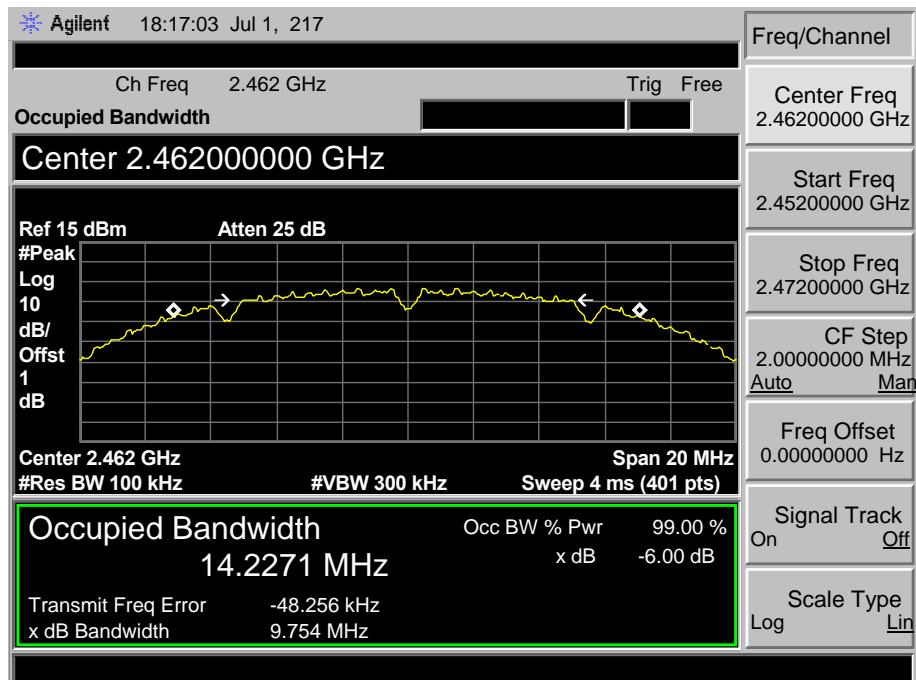 Agilent 18:17:03 Jul 1, 217
Ch Freq 2.462 GHz Trig Free
Occupied Bandwidth
Center 2.462000000 GHz
Ref 15 dBm Atten 25 dB
#Peak
Log
10
dB/
Offst
1
dB
Center 2.462 GHz Span 20 MHz
#Res BW 100 kHz #VBW 300 kHz Sweep 4 ms (401 pts)
Occupied Bandwidth Occ BW % Pwr 99.00 %
14.2271 MHz x dB -6.00 dB
Transmit Freq Error -48.256 kHz
x dB Bandwidth 9.754 MHz
Freq/Channel
Center Freq
2.46200000 GHz
Start Freq
2.45200000 GHz
Stop Freq
2.47200000 GHz
CF Step
2.00000000 MHz
Auto Man
Freq Offset
0.00000000 Hz
Signal Track
On Off
Scale Type
Log Lin